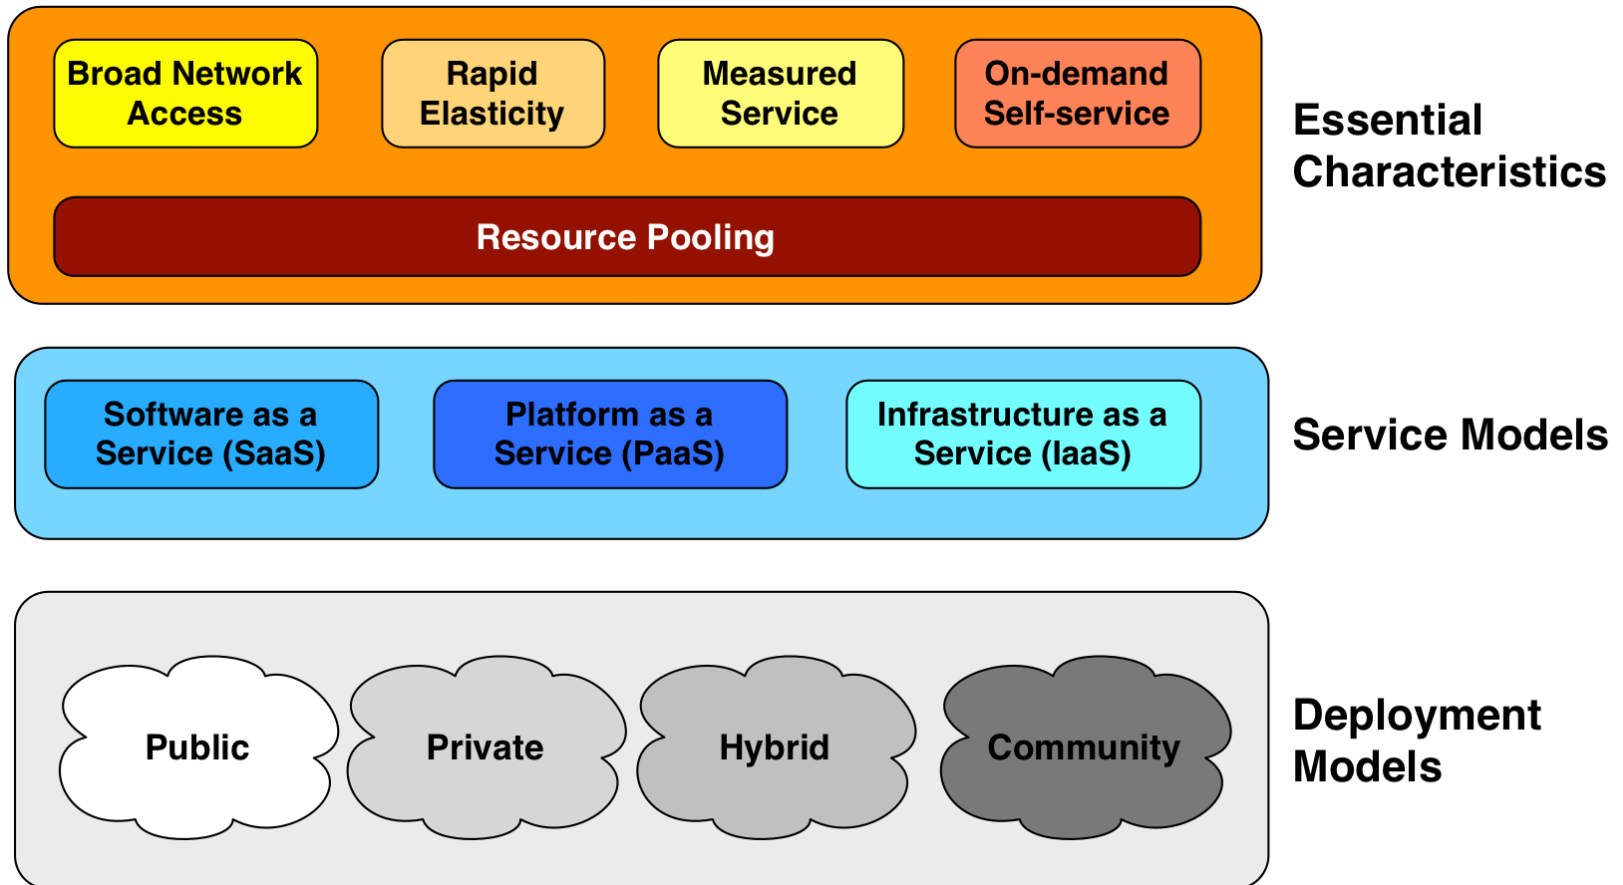 Broad Network
Access
Rapid
Elasticity
Measured
Service
On-demand
Self-service
Resource Pooling
Essential
Characteristics
Software as a
Service (SaaS)
Platform as a
Service (PaaS)
Infrastructure as a
Service (IaaS)
Service Models
Public
Private
Hybrid
Community
Deployment
Models